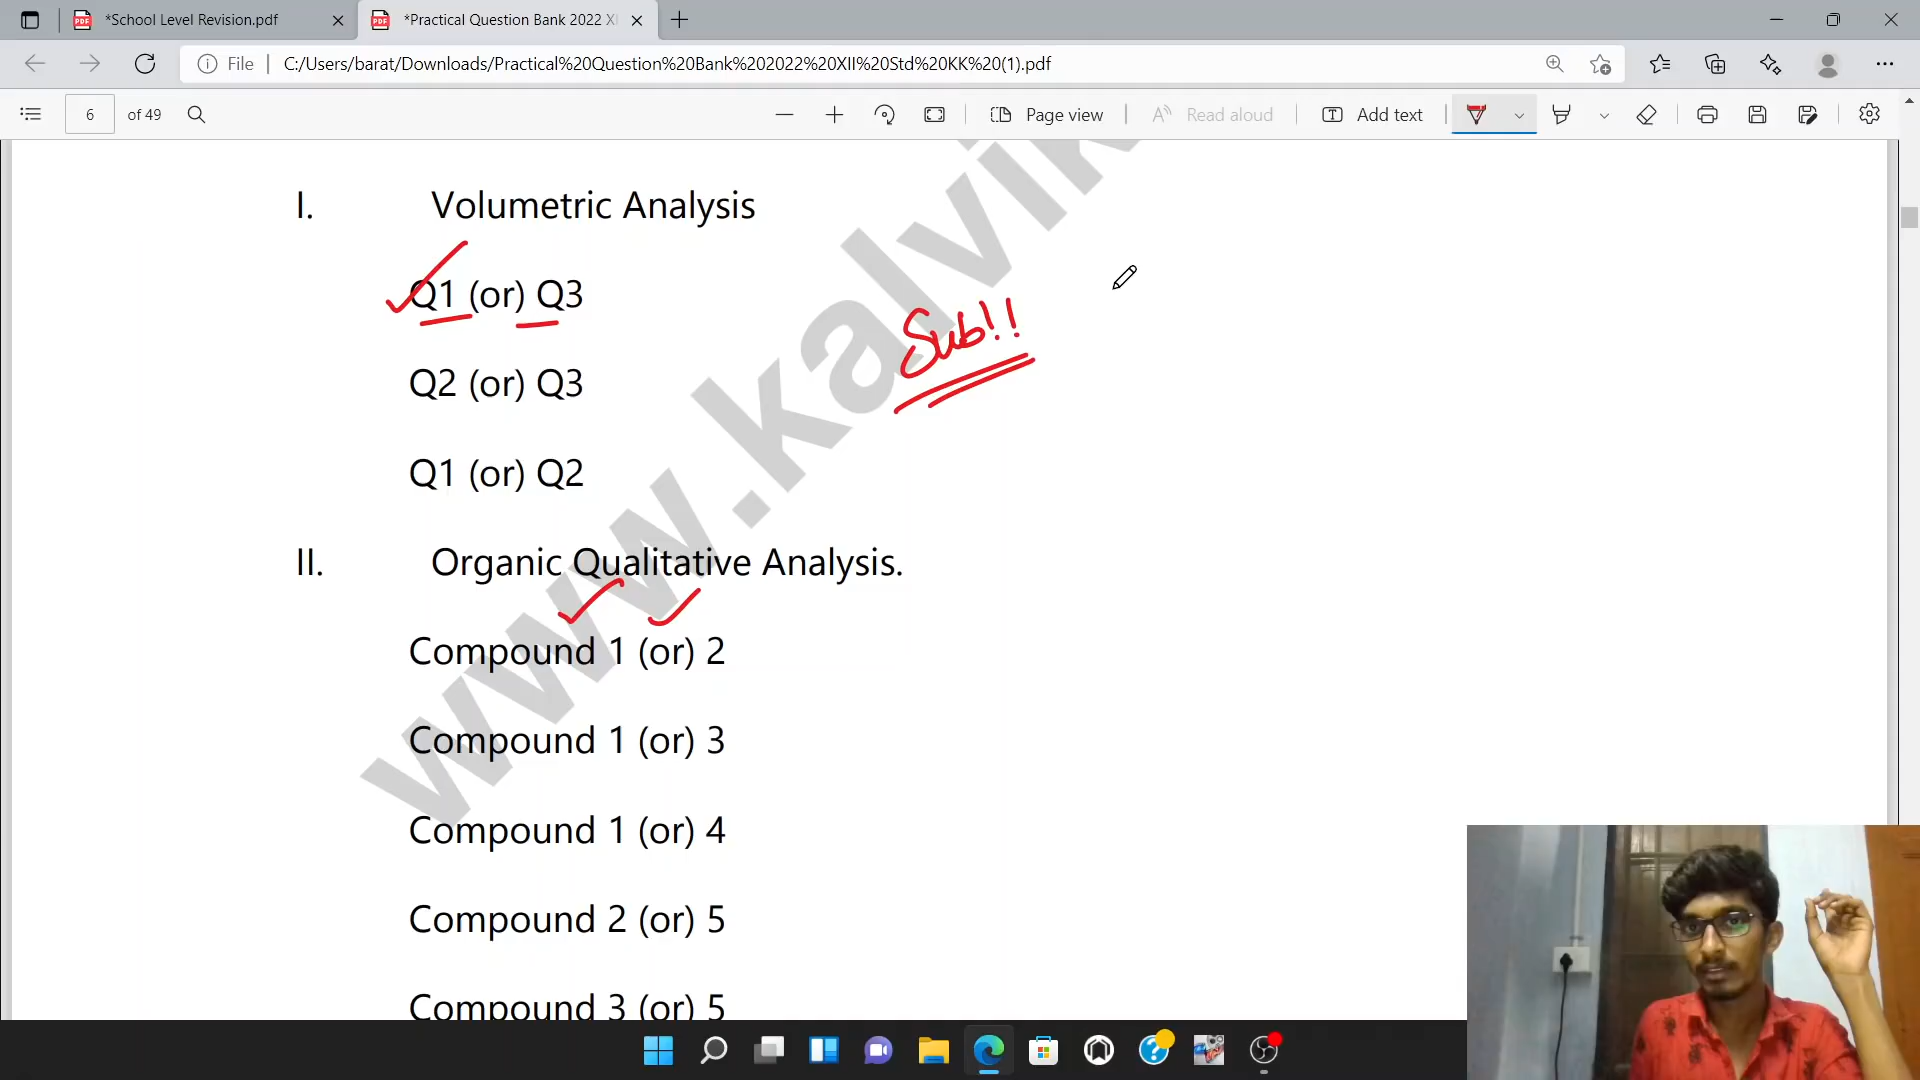 *School Level Revision.pdf
*Practical Question Bank 2022 XI
File
C:/Users/barat/Downloads/Practical%20Question%20Bank%202022%20XII%20Std%20KK%20(1).pdf
6 of 49
Page view
Read aloud
Add text
www.kalvik
I. Volumetric Analysis
Q1 (or) Q3
Sub!!
Q2 (or) Q3
Q1 (or) Q2
II. Organic Qualitative Analysis.
Compound 1 (or) 2
Compound 1 (or) 3
Compound 1 (or) 4
Compound 2 (or) 5
Compound 3 (or) 5